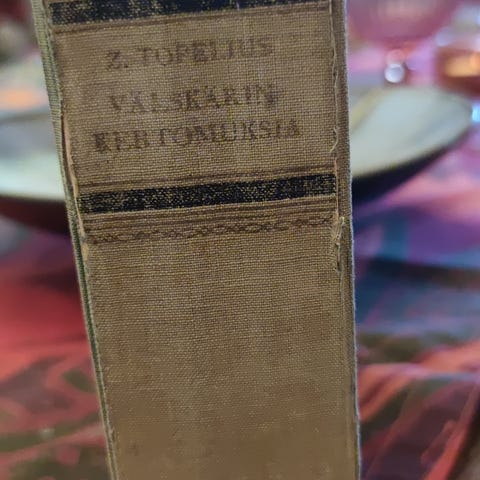 Z. TOPELIUS
VÄLSKÄRIN
KERTOMUKSIA